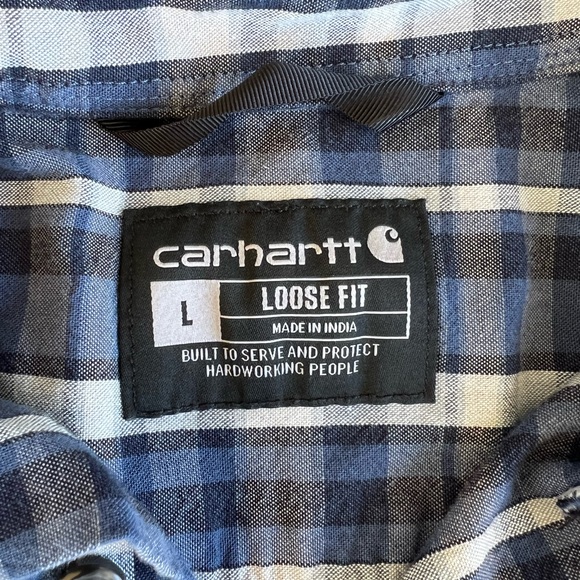 carhartt
L
LOOSE FIT
MADE IN INDIA
BUILT TO SERVE AND PROTECT
HARDWORKING PEOPLE